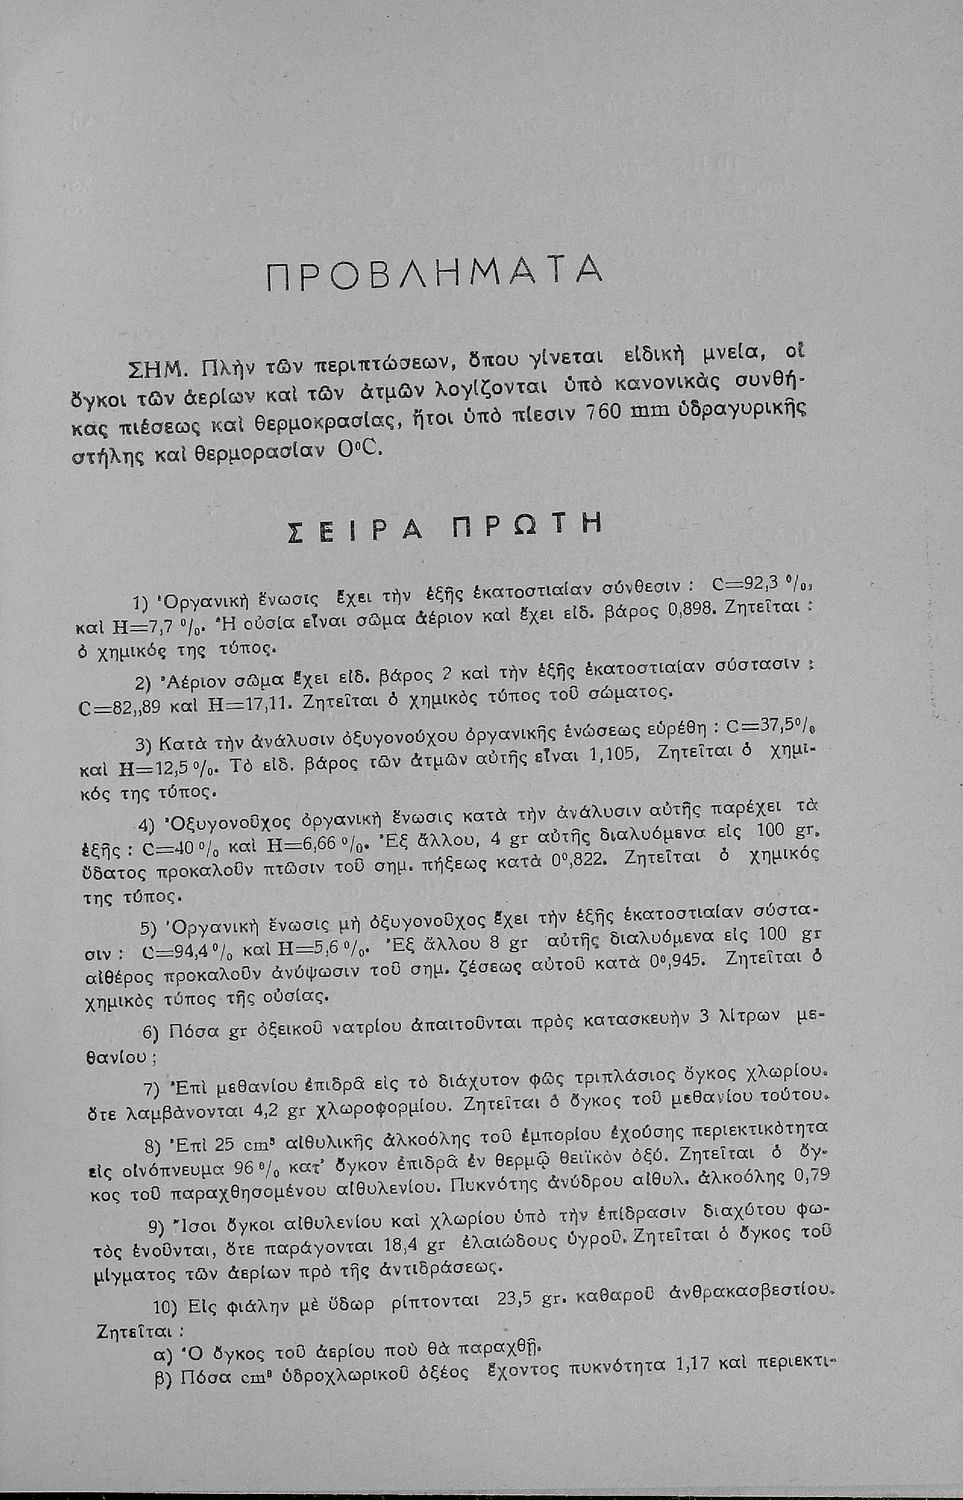 ΠΡΟΒΛΗΜΑΤΑ
ΣΗΜ. Πλὴν τῶν περιπτώσεων, ὅπου γίνεται εἰδικὴ μνεία, οἱ
ὄγκοι τῶν ἀερίων καὶ τῶν ἀτμῶν λογίζονται ὑπὸ κανονικὰς συνθή-
κας πιέσεως καὶ θερμοκρασίας, ἤτοι ὑπὸ πίεσιν 760 mm ὑδραγυρικῆς
στήλης καὶ θερμορασίαν 0°C.
ΣΕΙΡΑ ΠΡΩΤΗ
1) Ὀργανικὴ ἕνωσις ἔχει τὴν ἑξῆς ἑκατοστιαίαν σύνθεσιν : C=92,3 %,
καὶ H=7,7 %. Ἡ οὐσία εἶναι σῶμα ἀέριον καὶ ἔχει εἰδ. βάρος 0,898. Ζητεῖται :
ὁ χημικός της τύπος.
2) Ἀέριον σῶμα ἔχει εἰδ. βάρος 2 καὶ τὴν ἑξῆς ἑκατοστιαίαν σύστασιν :
C=82,,89 καὶ H=17,11. Ζητεῖται ὁ χημικὸς τύπος τοῦ σώματος.
3) Κατὰ τὴν ἀνάλυσιν ὀξυγονούχου ὀργανικῆς ἑνώσεως εὑρέθη : C=37,5%
καὶ H=12,5 %. Τὸ εἰδ. βάρος τῶν ἀτμῶν αὐτῆς εἶναι 1,105, Ζητεῖται ὁ χημι-
κός της τύπος.
4) Ὀξυγονοῦχος ὀργανικὴ ἕνωσις κατὰ τὴν ἀνάλυσιν αὐτῆς παρέχει τὰ
ἑξῆς : C=40 % καὶ H=6,66 %. Ἐξ ἄλλου, 4 gr αὐτῆς διαλυόμενα εἰς 100 gr.
ὕδατος προκαλοῦν πτῶσιν τοῦ σημ. πήξεως κατὰ 0°,822. Ζητεῖται ὁ χημικός
της τύπος.
5) Ὀργανικὴ ἕνωσις μὴ ὀξυγονοῦχος ἔχει τὴν ἑξῆς ἑκατοστιαίαν σύστα-
σιν : C=94,4 % καὶ H=5,6 %. Ἐξ ἄλλου 8 gr αὐτῆς διαλυόμενα εἰς 100 gr
αἰθέρος προκαλοῦν ἀνύψωσιν τοῦ σημ. ζέσεως αὐτοῦ κατὰ 0°,945. Ζητεῖται ὁ
χημικὸς τύπος τῆς οὐσίας.
6) Πόσα gr ὀξεικοῦ νατρίου ἀπαιτοῦνται πρὸς κατασκευὴν 3 λίτρων με-
θανίου ;
7) Ἐπὶ μεθανίου ἐπιδρᾶ εἰς τὸ διάχυτον φῶς τριπλάσιος ὄγκος χλωρίου.
ὅτε λαμβάνονται 4,2 gr χλωροφορμίου. Ζητεῖται ὁ ὄγκος τοῦ μεθανίου τούτου.
8) Ἐπὶ 25 cm³ αἰθυλικῆς ἀλκοόλης τοῦ ἐμπορίου ἐχούσης περιεκτικότητα
εἰς οἰνόπνευμα 96 % κατ' ὄγκον ἐπιδρᾶ ἐν θερμῷ θειϊκὸν ὀξύ. Ζητεῖται ὁ ὄγ-
κος τοῦ παραχθησομένου αἰθυλενίου. Πυκνότης ἀνύδρου αἰθυλ. ἀλκοόλης 0,79
9) Ἴσοι ὄγκοι αἰθυλενίου καὶ χλωρίου ὑπὸ τὴν ἐπίδρασιν διαχύτου φω-
τὸς ἑνοῦνται, ὅτε παράγονται 18,4 gr ἐλαιώδους ὑγροῦ. Ζητεῖται ὁ ὄγκος τοῦ
μίγματος τῶν ἀερίων πρὸ τῆς ἀντιδράσεως.
10) Εἰς φιάλην μὲ ὕδωρ ρίπτονται 23,5 gr. καθαροῦ ἀνθρακασβεστίου.
Ζητεῖται :
α) Ὁ ὄγκος τοῦ ἀερίου ποὺ θὰ παραχθῇ.
β) Πόσα cm³ ὑδροχλωρικοῦ ὀξέος ἔχοντος πυκνότητα 1,17 καὶ περιεκτι-